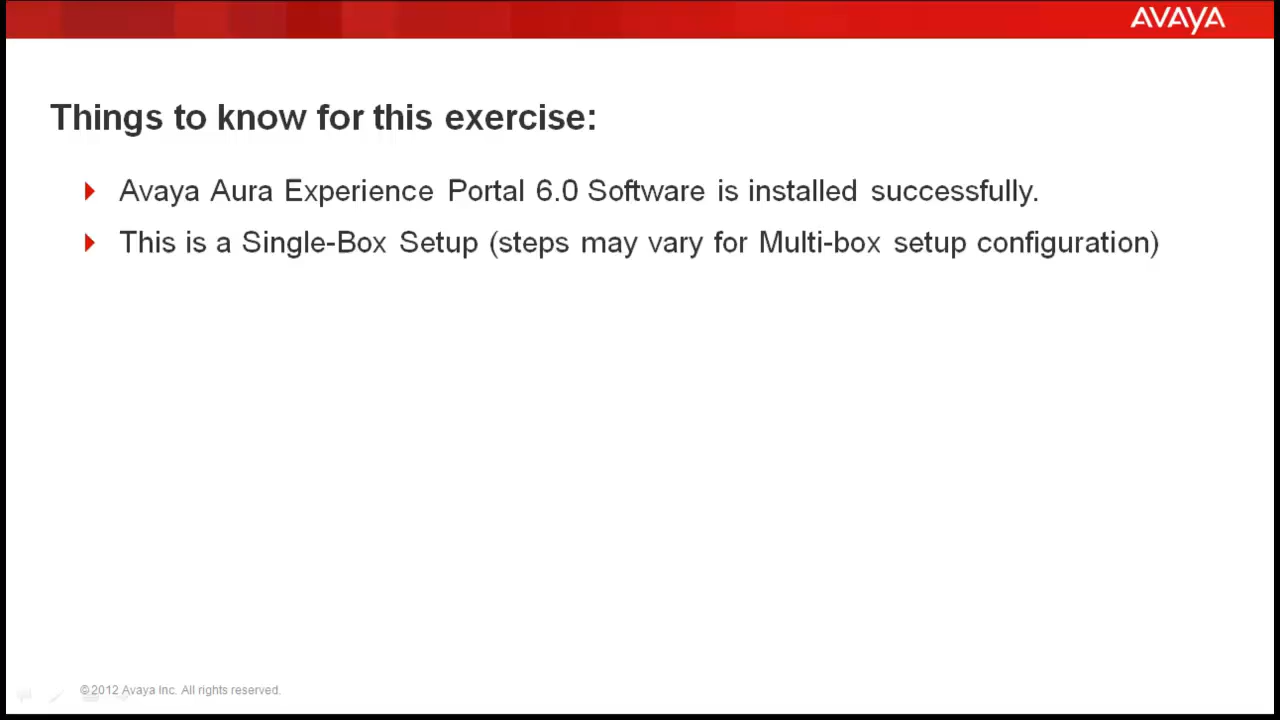 AVAYA
Things to know for this exercise:
Avaya Aura Experience Portal 6.0 Software is installed successfully.
This is a Single-Box Setup (steps may vary for Multi-box setup configuration)
©2012 Avaya Inc. All rights reserved.